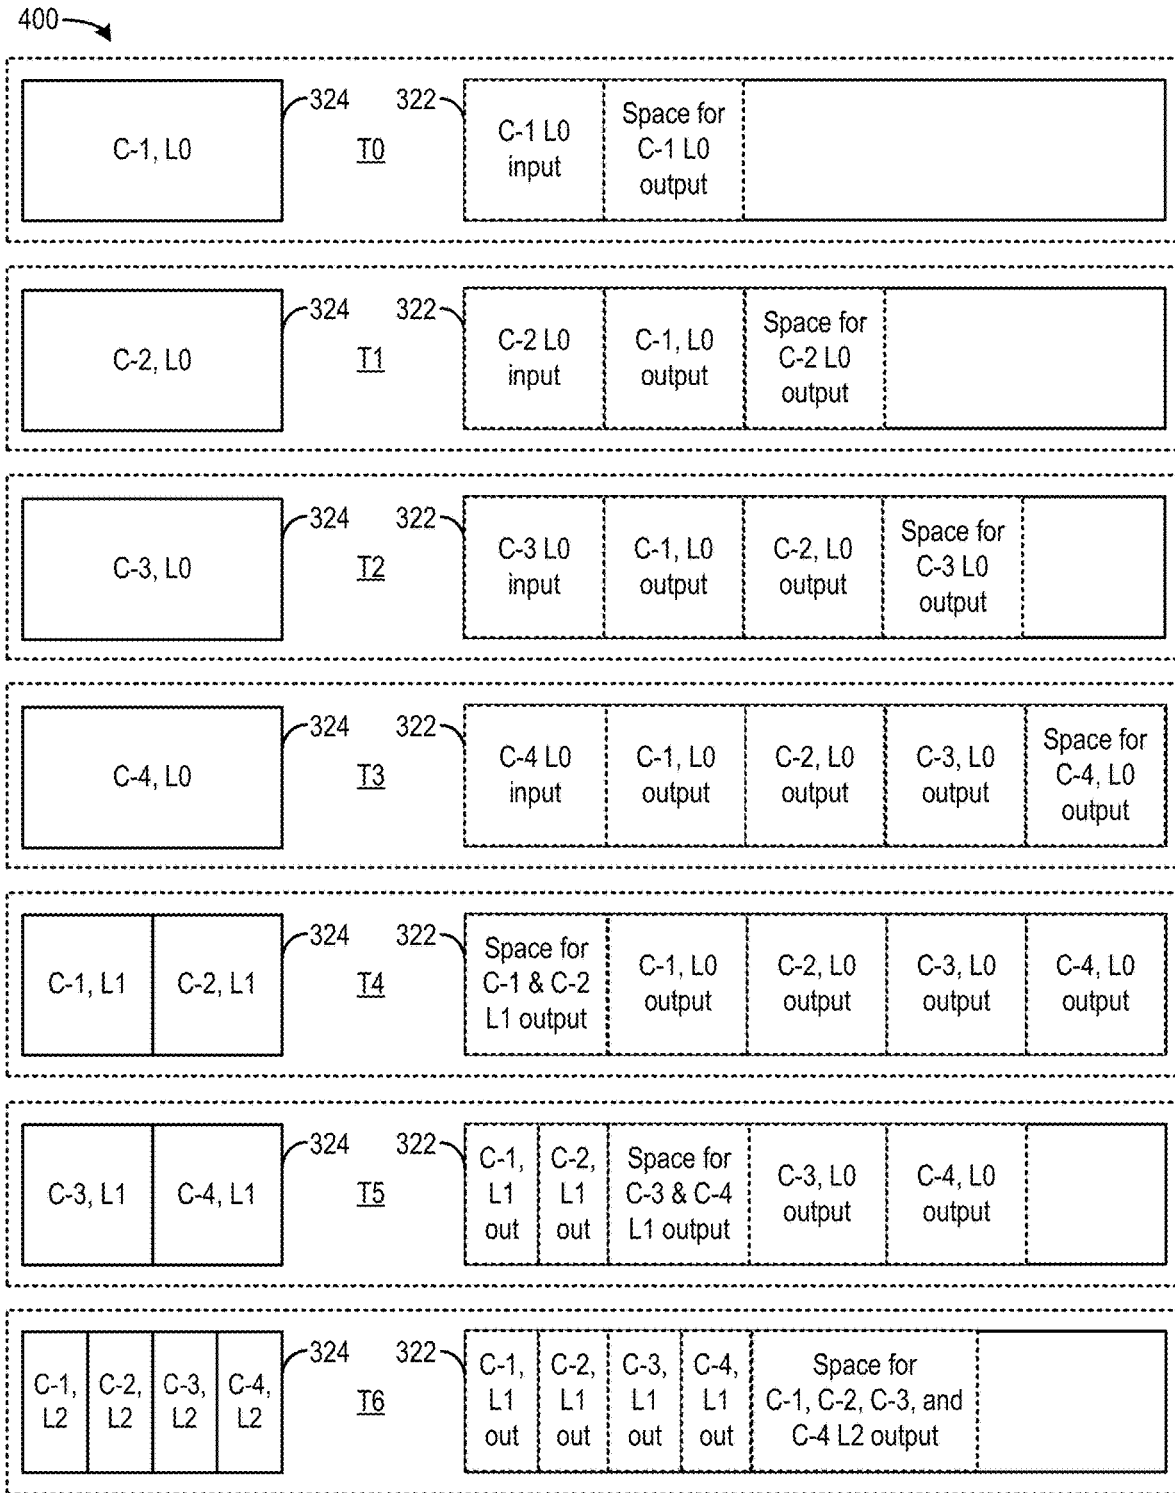 400
C-1, L0
324
T0
322
C-1 L0
input
Space for
C-1 L0
output
C-2, L0
324
T1
322
C-2 L0
input
C-1, L0
output
Space for
C-2 L0
output
C-3, L0
324
T2
322
C-3 L0
input
C-1, L0
output
C-2, L0
output
Space for
C-3 L0
output
C-4, L0
324
T3
322
C-4 L0
input
C-1, L0
output
C-2, L0
output
C-3, L0
output
Space for
C-4, L0
output
C-1, L1
C-2, L1
324
T4
322
Space for
C-1 & C-2
L1 output
C-1, L0
output
C-2, L0
output
C-3, L0
output
C-4, L0
output
C-3, L1
C-4, L1
324
T5
322
C-1,
L1
out
C-2,
L1
out
Space for
C-3 & C-4
L1 output
C-3, L0
output
C-4, L0
output
C-1,
L2
C-2,
L2
C-3,
L2
C-4,
L2
324
T6
322
C-1,
L1
out
C-2,
L1
out
C-3,
L1
out
C-4,
L1
out
Space for
C-1, C-2, C-3, and
C-4 L2 output